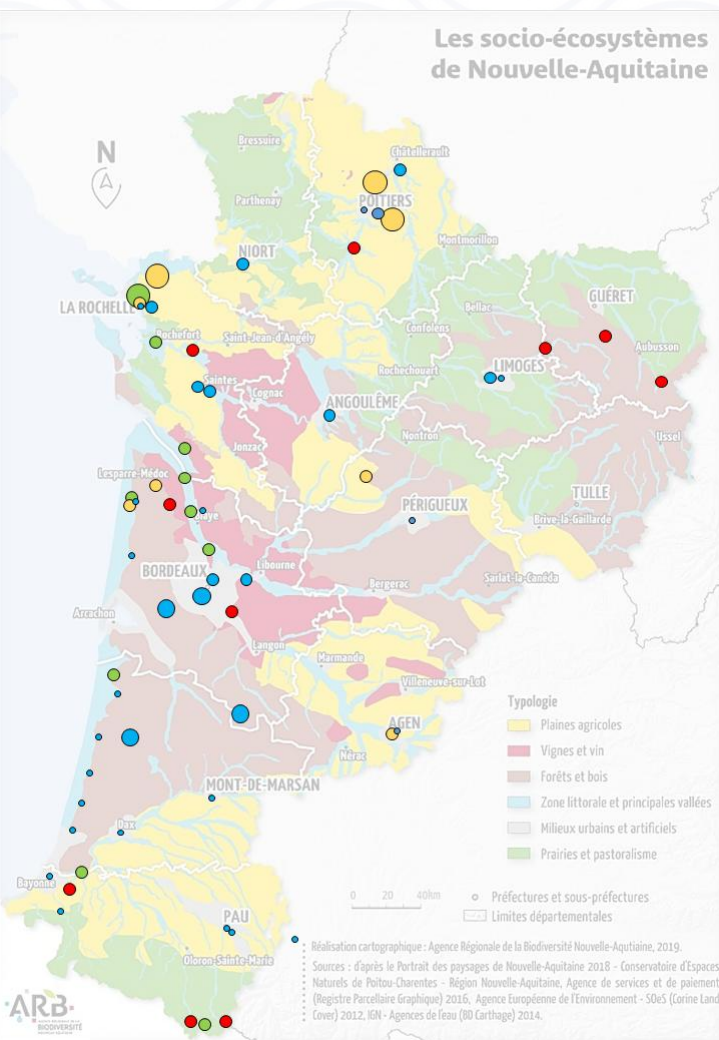 Les socio-écosystèmes
de Nouvelle-Aquitaine
N
Bressuire
Châtellerault
Parthenay
POITIERS
Montmorillon
NIORT
LA ROCHELLE
GUÉRET
Bellac
Rochefort
Saint-Jean-d'Angély
Confolens
Aubusson
LIMOGES
Rochechouart
Saintes
Cognac
ANGOULÊME
Nontron
Ussel
Jonzac
Lesparre-Médoc
PÉRIGUEUX
TULLE
Blaye
Brive-la-Gaillarde
BORDEAUX
Libourne
Bergerac
Sarlat-la-Canéda
Arcachon
Langon
Marmande
Villeneuve-sur-Lot
AGEN
Nérac
MONT-DE-MARSAN
Dax
Bayonne
PAU
Oloron-Sainte-Marie
Typologie
Plaines agricoles
Vignes et vin
Forêts et bois
Zone littorale et principales vallées
Milieux urbains et artificiels
Prairies et pastoralisme
0 20 40km
Préfectures et sous-préfectures
Limites départementales
Réalisation cartographique : Agence Régionale de la Biodiversité Nouvelle-Aqutiaine, 2019.
Sources : d'après le Portrait des paysages de Nouvelle-Aquitaine 2018 - Conservatoire d'Espaces
Naturels de Poitou-Charentes - Région Nouvelle-Aquitaine, Agence de services et de paiement
(Registre Parcellaire Graphique) 2016, Agence Européenne de l'Environnement - SOeS (Corine Land
Cover) 2012, IGN - Agences de l'eau (BD Carthage) 2014.
ARB
BIODIVERSITÉ